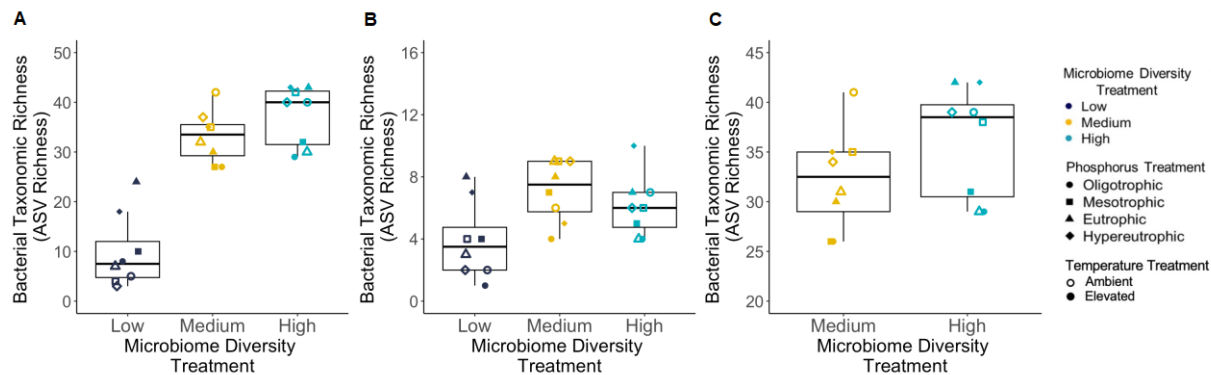 A
Bacterial Taxonomic Richness
(ASV Richness)
50
40
30
20
10
0
Low
Medium
High
Microbiome Diversity
Treatment
B
Bacterial Taxonomic Richness
(ASV Richness)
16
12
8
4
0
Low
Medium
High
Microbiome Diversity
Treatment
C
Bacterial Taxonomic Richness
(ASV Richness)
45
40
35
30
25
20
Medium
High
Microbiome Diversity
Treatment
Microbiome Diversity
Treatment
Low
Medium
High
Phosphorus Treatment
Oligotrophic
Mesotrophic
Eutrophic
Hypereutrophic
Temperature Treatment
Ambient
Elevated